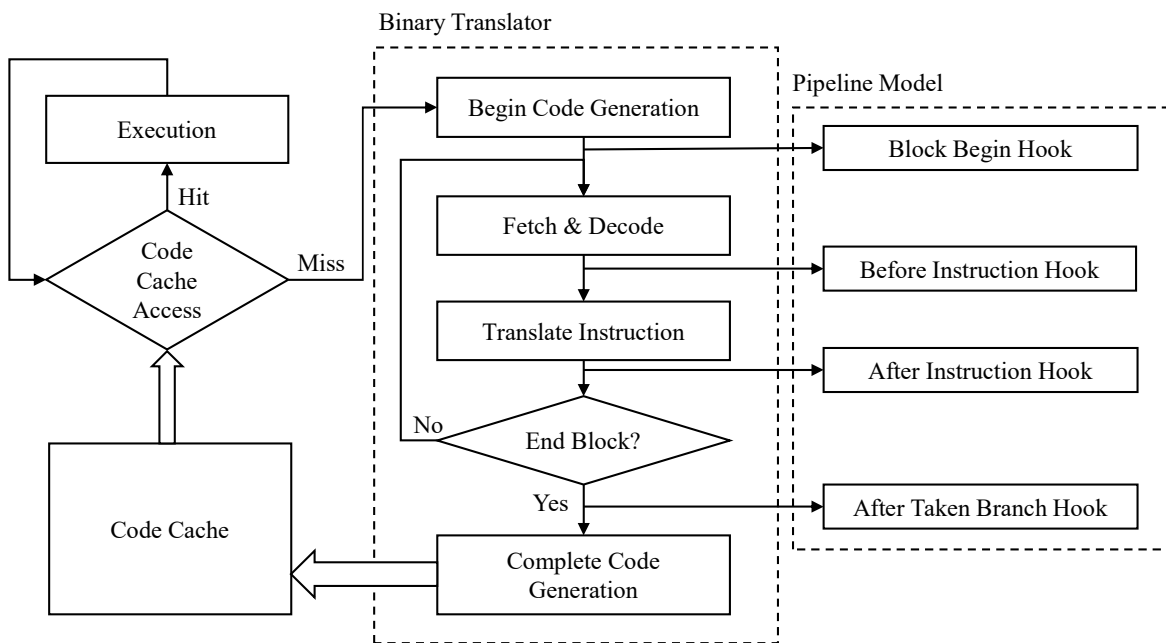 Binary Translator
Pipeline Model
Execution
Hit
Code
Cache
Access
Miss
Code Cache
Begin Code Generation
Fetch & Decode
Translate Instruction
No
End Block?
Yes
Complete Code
Generation
Block Begin Hook
Before Instruction Hook
After Instruction Hook
After Taken Branch Hook